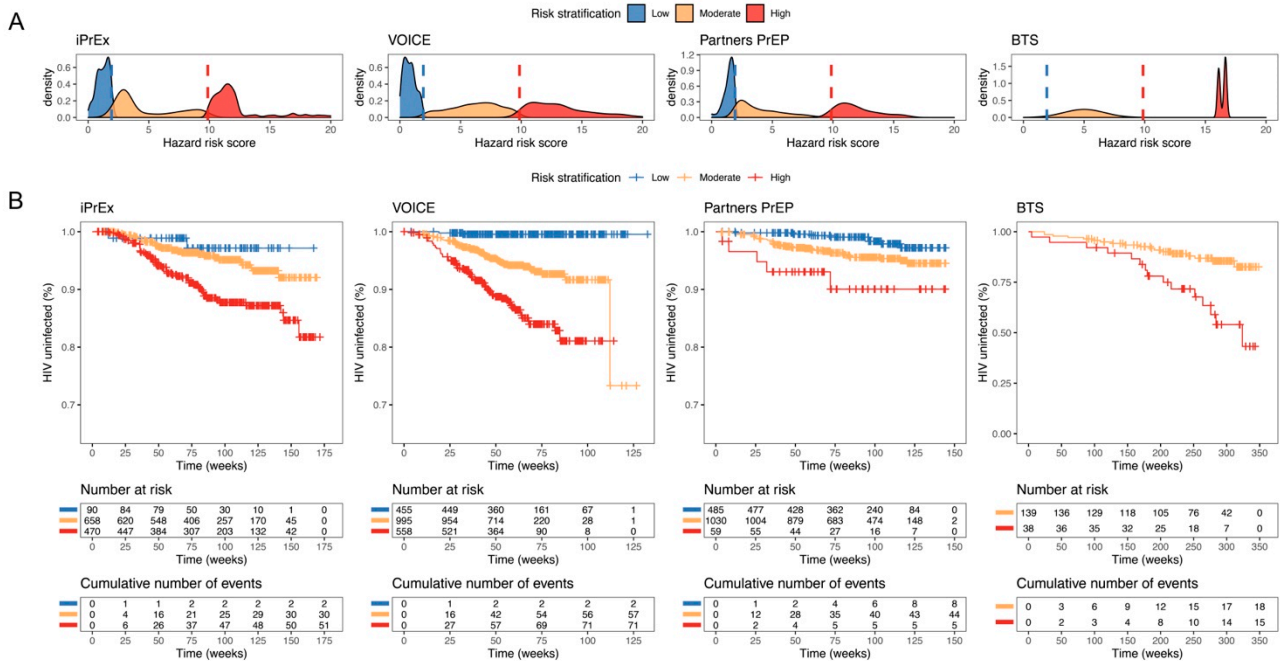 A
Risk stratification Low Moderate High
iPrEx
VOICE
Partners PrEP
BTS
density
0.6
0.4
0.2
0.0
0 5 10 15 20
Hazard risk score
density
0.6
0.4
0.2
0.0
0 5 10 15 20
Hazard risk score
density
1.2
0.9
0.6
0.3
0.0
0 5 10 15 20
Hazard risk score
density
1.5
1.0
0.5
0.0
0 5 10 15 20
Hazard risk score
B
Risk stratification Low Moderate High
iPrEx
VOICE
Partners PrEP
BTS
HIV uninfected (%)
1.0
0.9
0.8
0.7
0 25 50 75 100 125 150 175
Time (weeks)
HIV uninfected (%)
1.0
0.9
0.8
0.7
0 25 50 75 100 125
Time (weeks)
HIV uninfected (%)
1.0
0.9
0.8
0.7
0 25 50 75 100 125 150
Time (weeks)
HIV uninfected (%)
1.00
0.75
0.50
0.25
0.00
0 50 100 150 200 250 300 350
Time (weeks)
Number at risk
90 84 79 50 30 10 1 0
658 620 548 406 257 170 45 0
470 447 384 307 203 132 42 0
0 25 50 75 100 125 150 175
Number at risk
455 449 360 161 67 1
995 954 714 220 28 1
558 521 364 90 8 0
0 25 50 75 100 125
Number at risk
485 477 428 362 240 84 0
1030 1004 879 683 474 148 2
59 55 44 27 16 7 0
0 25 50 75 100 125 150
Number at risk
139 136 129 118 105 76 42 0
38 36 35 32 25 18 7 0
0 50 100 150 200 250 300 350
Cumulative number of events
0 1 1 2 2 2 2 2
0 4 16 21 25 29 30 30
0 6 26 37 47 48 50 51
0 25 50 75 100 125 150 175
Cumulative number of events
0 1 2 2 2 2
0 16 42 54 56 57
0 27 57 69 71 71
0 25 50 75 100 125
Cumulative number of events
0 1 2 4 6 8 8
0 12 28 35 40 43 44
0 2 4 5 5 5 5
0 25 50 75 100 125 150
Cumulative number of events
0 3 6 9 12 15 17 18
0 2 3 4 8 10 14 15
0 50 100 150 200 250 300 350